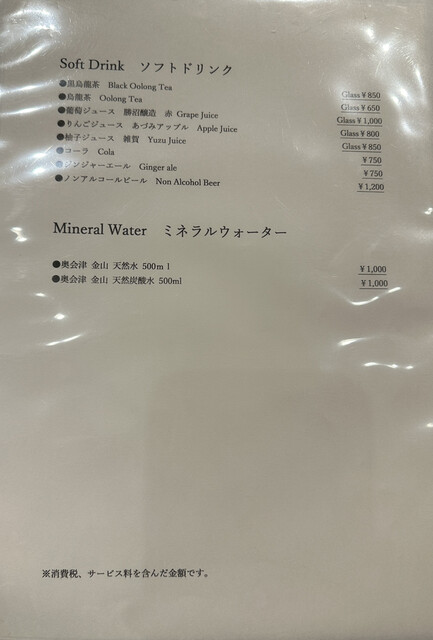 Soft Drink ソフトドリンク
●黒烏龍茶 Black Oolong Tea Glass¥850
●烏龍茶 Oolong Tea Glass¥650
●葡萄ジュース 勝沼醸造 赤 Grape Juice Glass¥1,000
●りんごジュース あづみアップル Apple Juice Glass¥800
●柚子ジュース 雑賀 Yuzu Juice Glass¥850
●コーラ Cola ¥750
●ジンジャーエール Ginger ale ¥750
●ノンアルコールビール Non Alcohol Beer ¥1,200
Mineral Water ミネラルウォーター
●奥会津 金山 天然水 500ml ¥1,000
●奥会津 金山 天然炭酸水 500ml ¥1,000
※消費税、サービス料を含んだ金額です。